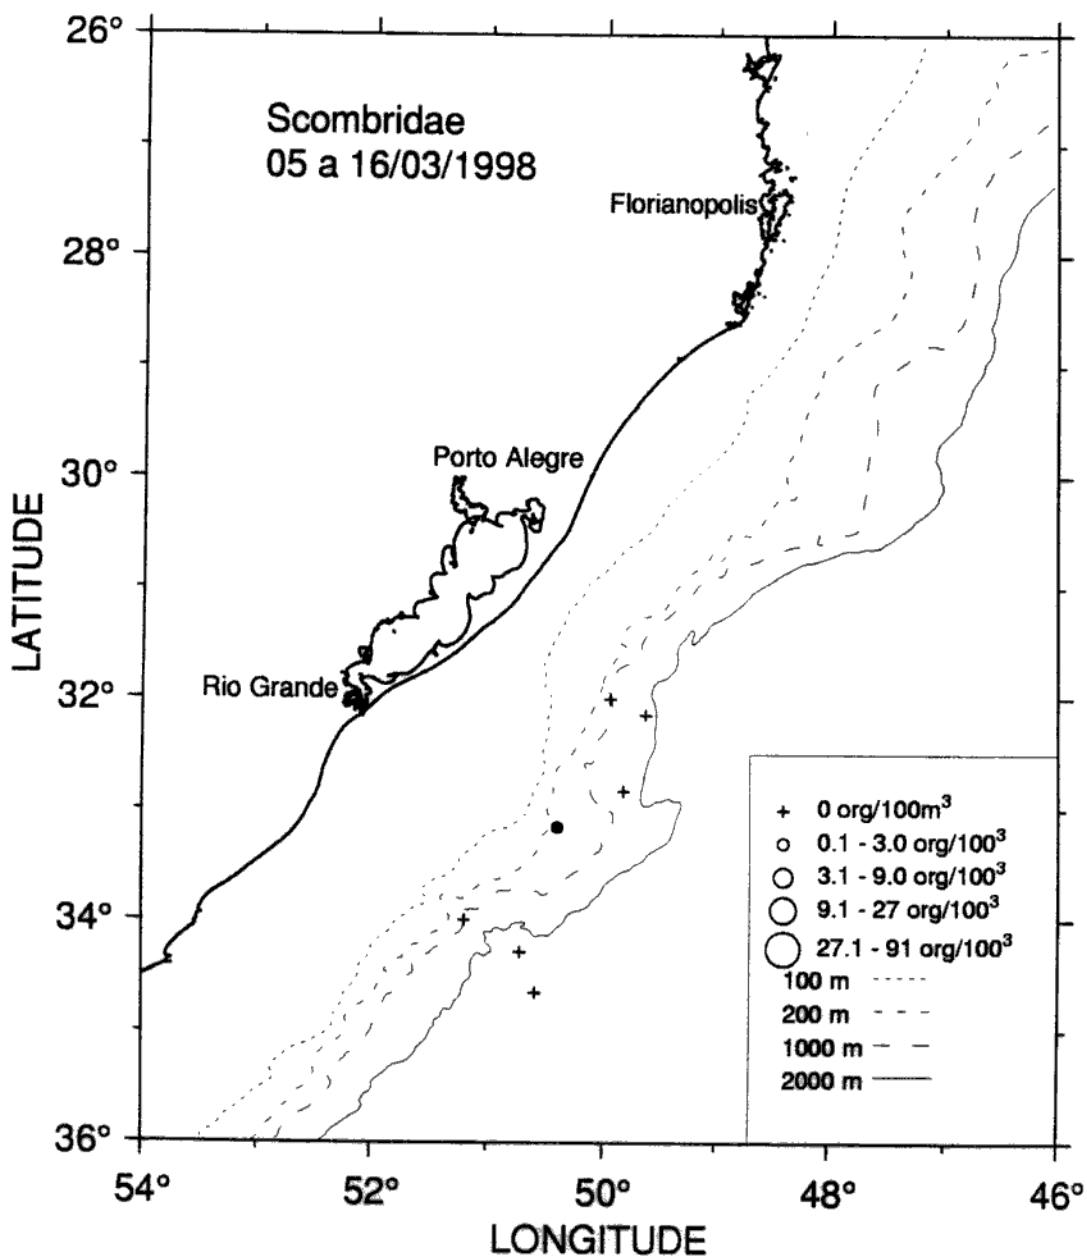 26°
Scombridae
05 a 16/03/1998
Florianopolis
28°
Porto Alegre
30°
LATITUDE
Rio Grande
32°
+ 0 org/100m³
0.1 - 3.0 org/100³
3.1 - 9.0 org/100³
34°
9.1 - 27 org/100³
27.1 - 91 org/100³
100 m
200 m
1000 m
2000 m
36°
54° 52° 50° 48° 46°
LONGITUDE